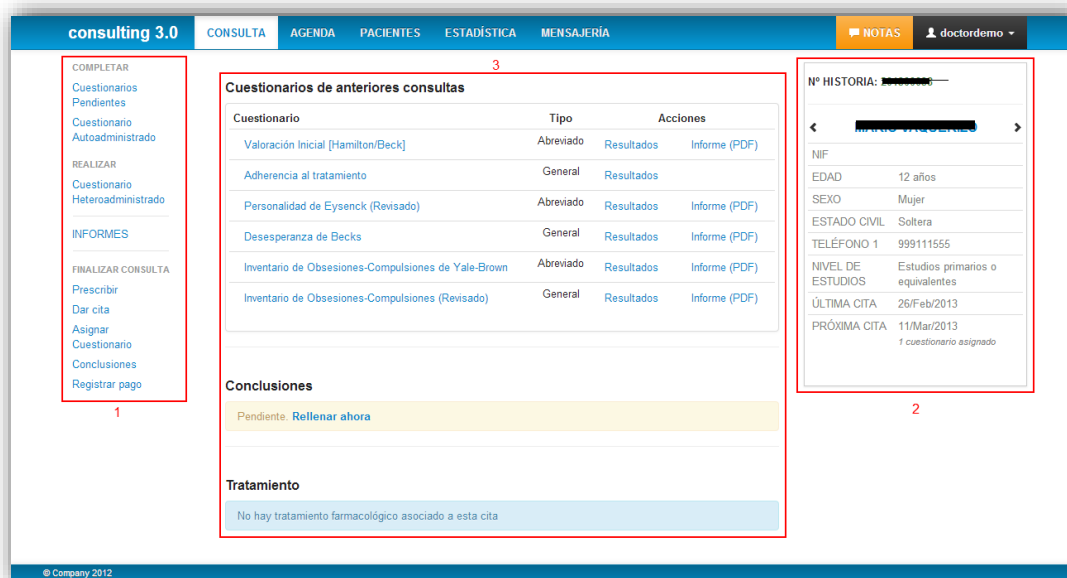 consulting 3.0 CONSULTA AGENDA PACIENTES ESTADÍSTICA MENSAJERÍA NOTAS doctordemo
COMPLETAR
Cuestionarios
Pendientes
Cuestionario
Autoadministrado
REALIZAR
Cuestionario
Heteroadministrado
INFORMES
FINALIZAR CONSULTA
Prescribir
Dar cita
Asignar
Cuestionario
Conclusiones
Registrar pago
1
3
Cuestionarios de anteriores consultas
Cuestionario Tipo Acciones
Valoración Inicial [Hamilton/Beck] Abreviado Resultados Informe (PDF)
Adherencia al tratamiento General Resultados
Personalidad de Eysenck (Revisado) Abreviado Resultados Informe (PDF)
Desesperanza de Becks General Resultados Informe (PDF)
Inventario de Obsesiones-Compulsiones de Yale-Brown Abreviado Resultados Informe (PDF)
Inventario de Obsesiones-Compulsiones (Revisado) General Resultados Informe (PDF)
Conclusiones
Pendiente. Rellenar ahora
Tratamiento
No hay tratamiento farmacológico asociado a esta cita
Nº HISTORIA:
NIF
EDAD 12 años
SEXO Mujer
ESTADO CIVIL Soltera
TELÉFONO 1 999111555
NIVEL DE Estudios primarios o
ESTUDIOS equivalentes
ÚLTIMA CITA 26/Feb/2013
PRÓXIMA CITA 11/Mar/2013
1 cuestionario asignado
2
© Company 2012